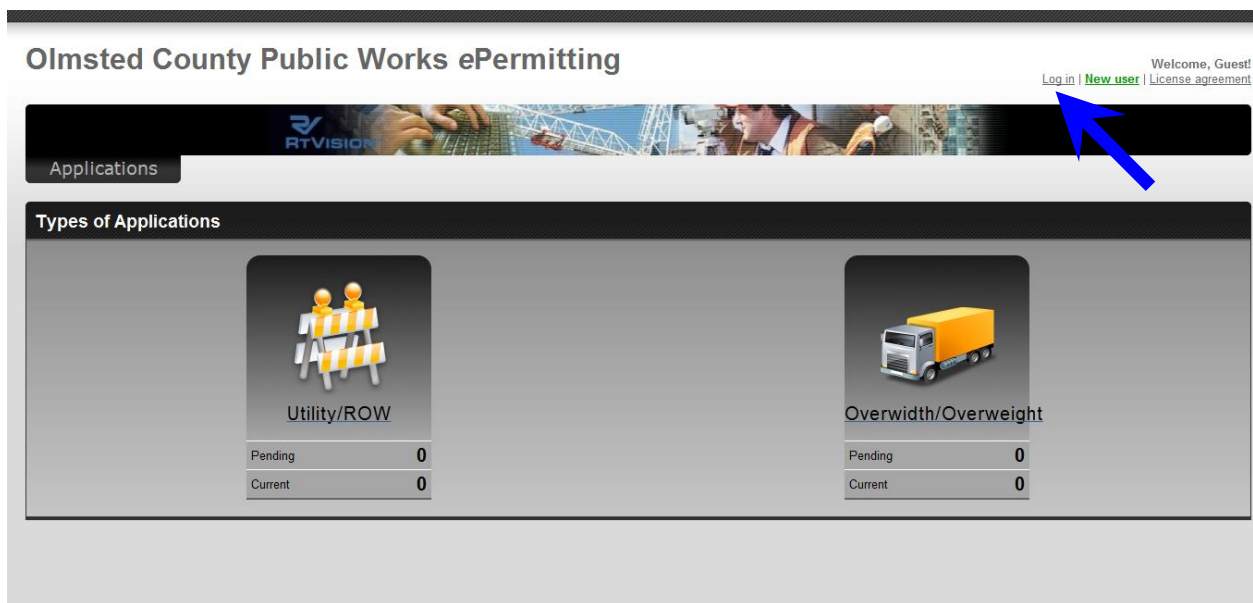 Olmsted County Public Works ePermitting
Welcome, Guest!
Log in | New user | License agreement
RTVISION
Applications
Types of Applications
Utility/ROW
Pending 0
Current 0
Overwidth/Overweight
Pending 0
Current 0